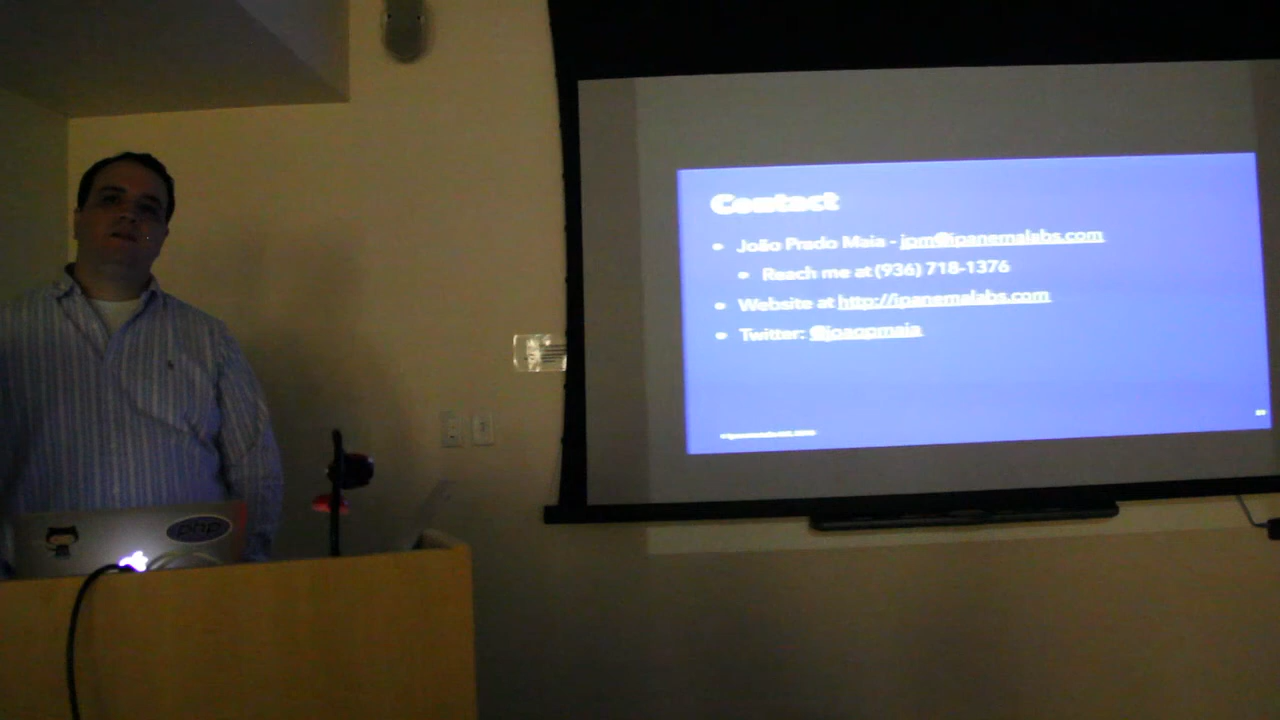 Contact
• João Prado Maia - jpm@ipanemalabs.com
• Reach me at (936) 718-1376
• Website at http://ipanemalabs.com
• Twitter: @joaopmaia
php